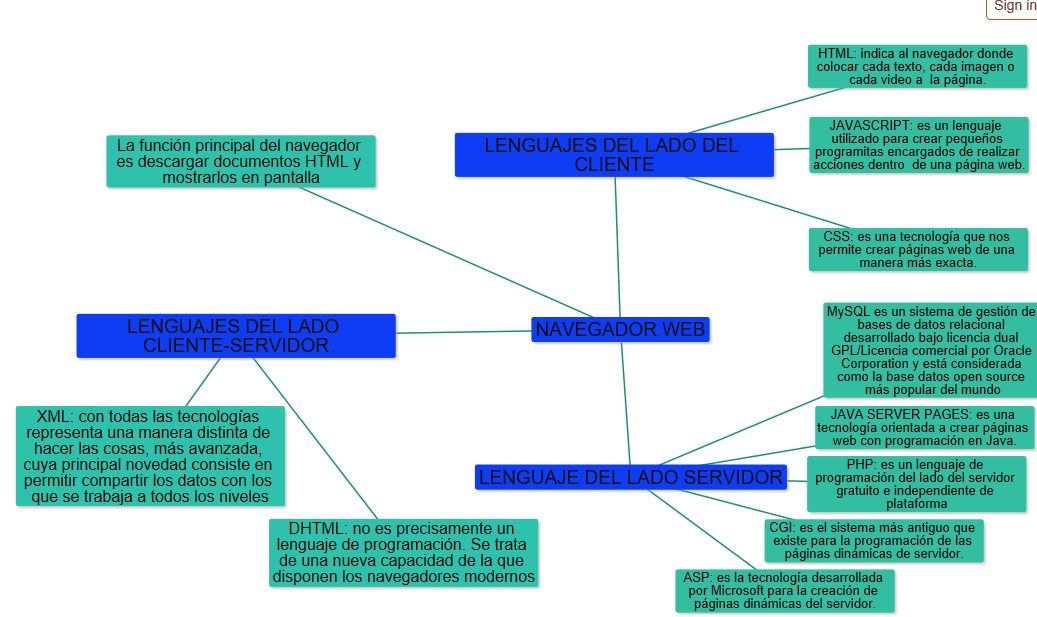 Sign in
HTML: indica al navegador donde
colocar cada texto, cada imagen o
cada video a la página.
LENGUAJES DEL LADO DEL
CLIENTE
JAVASCRIPT: es un lenguaje
utilizado para crear pequeños
programitas encargados de realizar
acciones dentro de una página web.
La función principal del navegador
es descargar documentos HTML y
mostrarlos en pantalla
CSS: es una tecnología que nos
permite crear páginas web de una
manera más exacta.
LENGUAJES DEL LADO
CLIENTE-SERVIDOR
NAVEGADOR WEB
MySQL es un sistema de gestión de
bases de datos relacional
desarrollado bajo licencia dual
GPL/Licencia comercial por Oracle
Corporation y está considerada
como la base datos open source
más popular del mundo
XML: con todas las tecnologías
representa una manera distinta de
hacer las cosas, más avanzada,
cuya principal novedad consiste en
permitir compartir los datos con los
que se trabaja a todos los niveles
JAVA SERVER PAGES: es una
tecnología orientada a crear páginas
web con programación en Java.
LENGUAJE DEL LADO SERVIDOR
PHP: es un lenguaje de
programación del lado del servidor
gratuito e independiente de
plataforma
DHTML: no es precisamente un
lenguaje de programación. Se trata
de una nueva capacidad de la que
disponen los navegadores modernos
CGI: es el sistema más antiguo que
existe para la programación de las
páginas dinámicas de servidor.
ASP: es la tecnología desarrollada
por Microsoft para la creación de
páginas dinámicas del servidor.